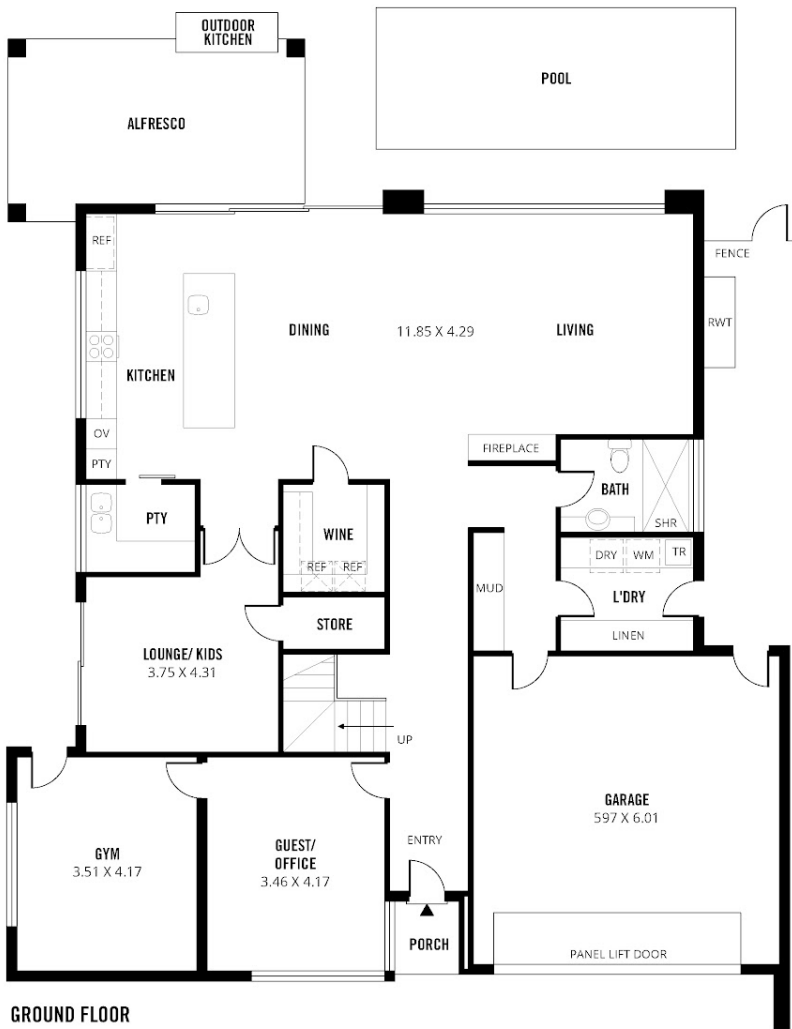 OUTDOOR
KITCHEN
POOL
ALFRESCO
REF
FENCE
RWT
DINING
11.85 X 4.29
LIVING
KITCHEN
OV
PTY
FIREPLACE
BATH
SHR
PTY
WINE
REF
REF
DRY
WM
TR
MUD
L'DRY
LINEN
STORE
LOUNGE/ KIDS
3.75 X 4.31
UP
GARAGE
597 X 6.01
ENTRY
GYM
3.51 X 4.17
GUEST/
OFFICE
3.46 X 4.17
PORCH
PANEL LIFT DOOR
GROUND FLOOR